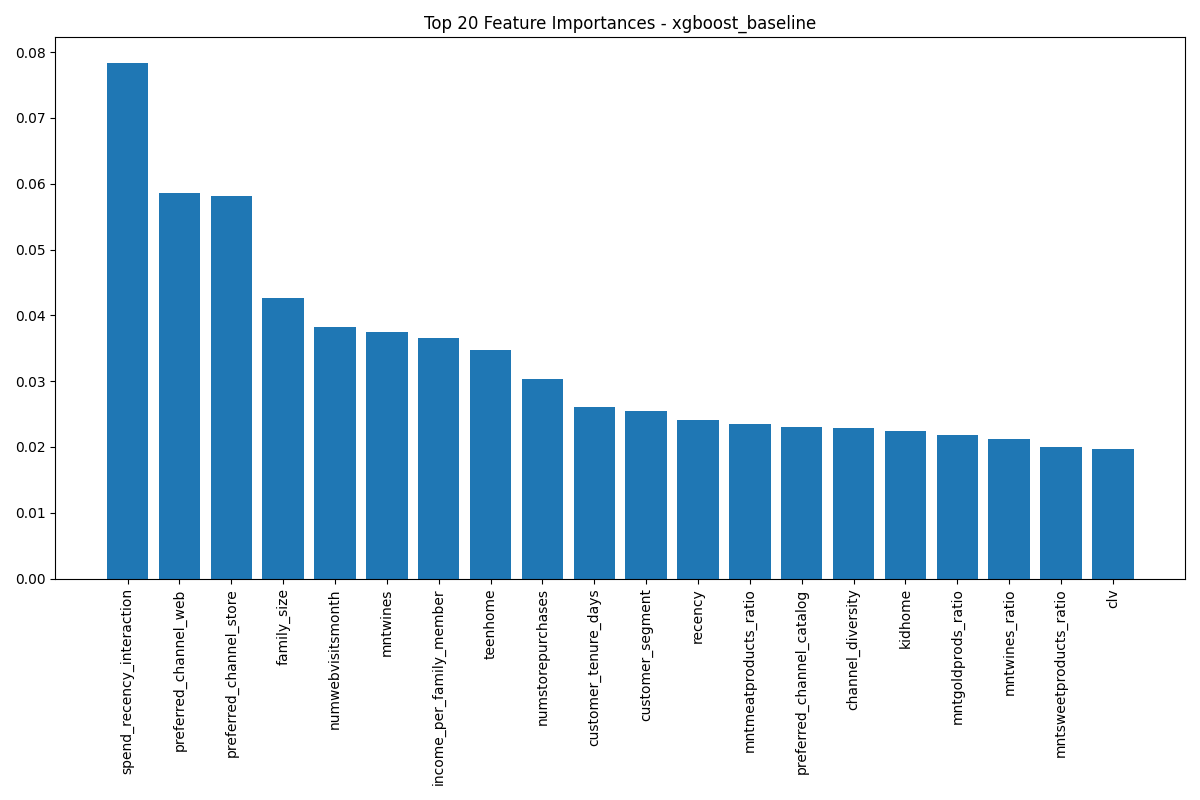 Top 20 Feature Importances - xgboost_baseline
0.08
0.07
0.06
0.05
0.04
0.03
0.02
0.01
0.00
spend_recency_interaction
preferred_channel_web
preferred_channel_store
family_size
numwebvisitsmonth
mntwines
income_per_family_member
teenhome
numstorepurchases
customer_tenure_days
customer_segment
recency
mntmeatproducts_ratio
preferred_channel_catalog
channel_diversity
kidhome
mntgoldprods_ratio
mntwines_ratio
mntsweetproducts_ratio
clv